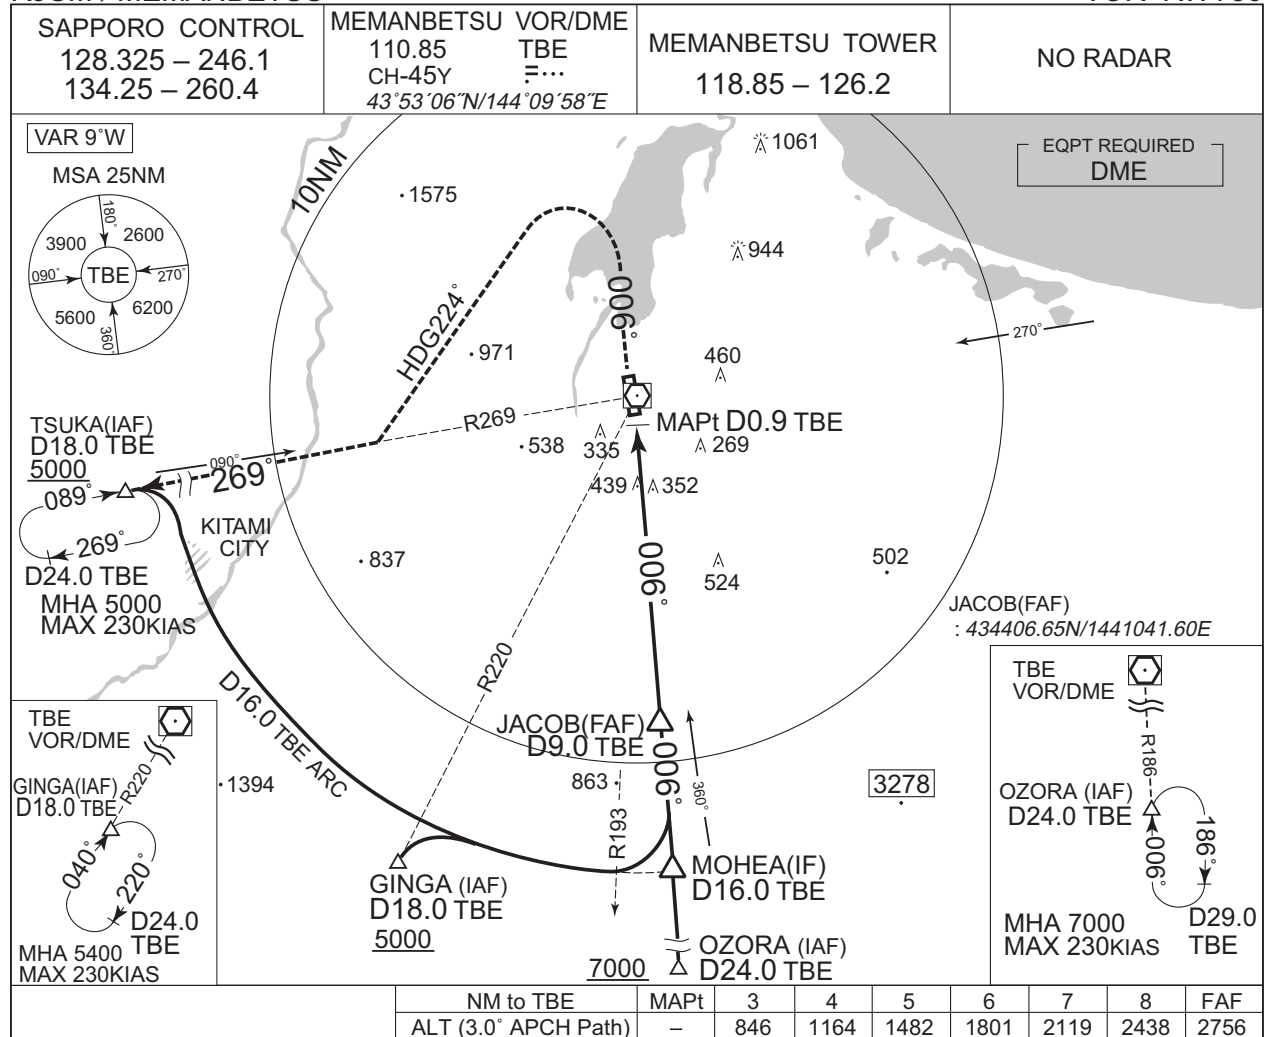 SAPPORO CONTROL
128.325 – 246.1
134.25 – 260.4
MEMANBETSU VOR/DME
110.85 TBE
CH-45Y
43°53´06˝N/144°09´58˝E
MEMANBETSU TOWER
118.85 – 126.2
NO RADAR
VAR 9°W
MSA 25NM
180°
3900
2600
090°
TBE
270°
5600
6200
360°
10NM
1575
1061
944
EQPT REQUIRED
DME
HDG224°
006°
971
460
270°
R269
MAPt D0.9 TBE
538
335
269
439
352
TSUKA(IAF)
D18.0 TBE
5000
090°
269°
089°
269°
D24.0 TBE
MHA 5000
MAX 230KIAS
KITAMI
CITY
837
006°
524
502
JACOB(FAF)
: 434406.65N/1441041.60E
R220
D16.0 TBE ARC
JACOB(FAF)
D9.0 TBE
006°
360°
863
R193
3278
1394
MOHEA(IF)
D16.0 TBE
GINGA (IAF)
D18.0 TBE
5000
OZORA (IAF)
7000 D24.0 TBE
TBE
VOR/DME
GINGA(IAF)
D18.0 TBE
R220
040°
220°
D24.0
TBE
MHA 5400
MAX 230KIAS
TBE
VOR/DME
R186
OZORA (IAF)
D24.0 TBE
006°
186°
MHA 7000
MAX 230KIAS
D29.0
TBE
NM to TBE MAPt 3 4 5 6 7 8 FAF
ALT (3.0° APCH Path) – 846 1164 1482 1801 2119 2438 2756